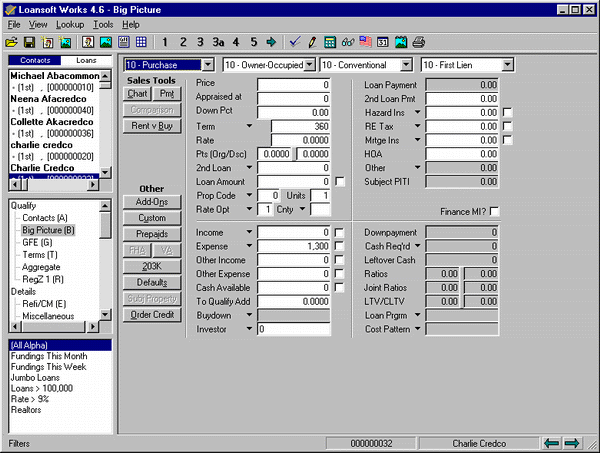 Loansoft Works 4.6 - Big Picture
File View Lookup Tools Help
1 2 3 3a 4 5
Contacts Loans
Michael Abacommon
(1st) , [000000010]
Neena Afacredco
(1st) , [000000040]
Collette Akacredco
(1st) , [000000036]
charlie credco
(1st) , [000000020]
Charlie Credco
(1st) , [000000032]
Qualify
Contacts (A)
Big Picture (B)
GFE (G)
Terms (T)
Aggregate
RegZ 1 (R)
Details
Refi/CM (E)
Miscellaneous
(All Alpha)
Fundings This Month
Fundings This Week
Jumbo Loans
Loans > 100,000
Rate > 9%
Realtors
10 - Purchase 10 - Owner-Occupied 10 - Conventional 10 - First Lien
Sales Tools
Chart Pmt
Comparison
Rent v Buy
Other
Add-Ons
Custom
Prepaids
FHA VA
203K
Defaults
Subj Property
Order Credit
Price 0
Appraised at 0
Down Pct 0.00
Term 360
Rate 0.0000
Pts (Org/Dsc) 0.0000 0.0000
2nd Loan 0
Loan Amount 0
Prop Code 0 Units 1
Rate Opt 1 Cnty
Loan Payment 0.00
2nd Loan Pmt 0.00
Hazard Ins 0.00
RE Tax 0.00
Mrtge Ins 0.00
HOA 0.00
Other 0.00
Subject PITI 0.00
Finance MI?
Income 0
Expense 1,300
Other Income 0
Other Expense 0
Cash Available 0
To Qualify Add 0.0000
Buydown
Investor 0
Downpayment 0
Cash Req'd 0.00
Leftover Cash 0.00
Ratios 0.00 0.00
Joint Ratios 0.00 0.00
LTV/CLTV 0.00 0.00
Loan Prgrm
Cost Pattern
Filters 000000032 Charlie Credco